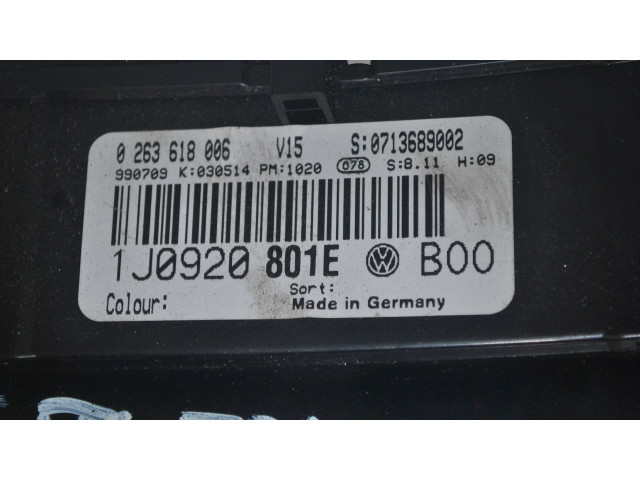 0 263 618 006 V15 S:0713689002
990709 K:030514 PM:1020 078 S:8.11 H:09
1J0920 801E VW B00
Sort:
Colour: Made in Germany